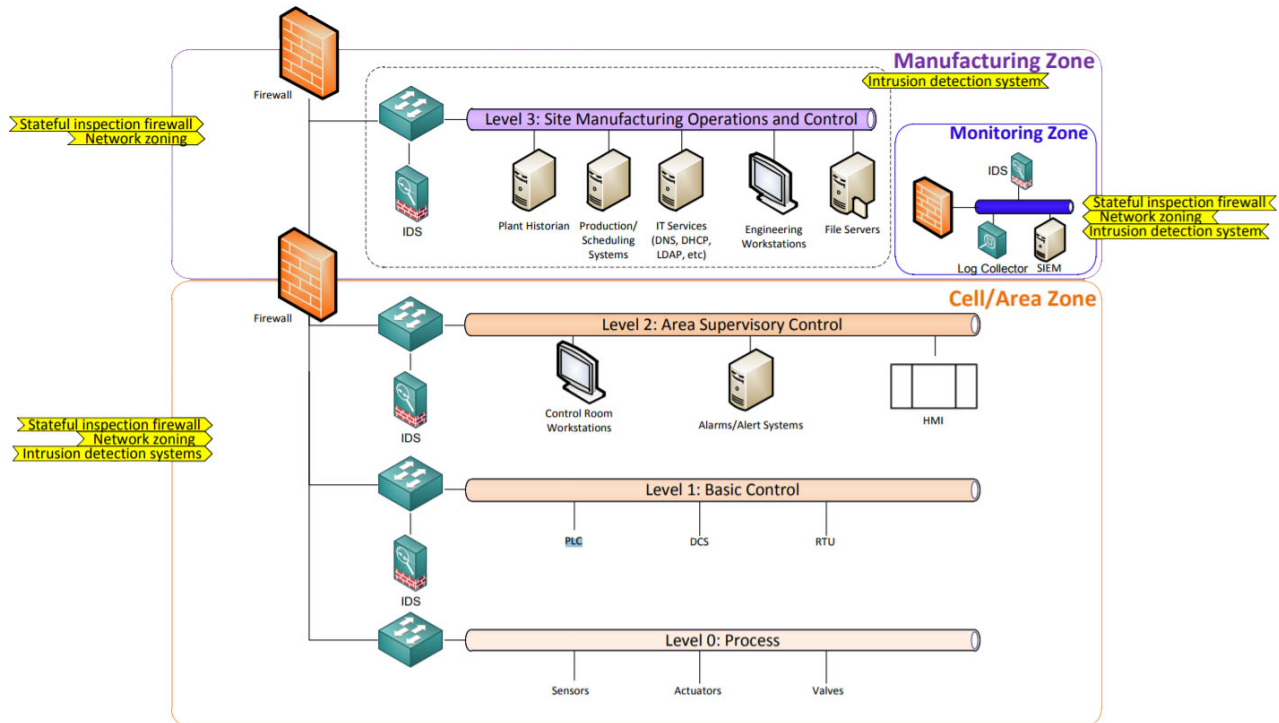 Manufacturing Zone
Intrusion detection system
Firewall
Stateful inspection firewall
Network zoning
Level 3: Site Manufacturing Operations and Control
Monitoring Zone
IDS
IDS
Plant Historian
Production/
Scheduling
Systems
IT Services
(DNS, DHCP,
LDAP, etc)
Engineering
Workstations
File Servers
Stateful inspection firewall
Network zoning
Intrusion detection system
Log Collector
SIEM
Cell/Area Zone
Firewall
Level 2: Area Supervisory Control
IDS
Control Room
Workstations
Alarms/Alert Systems
HMI
Stateful inspection firewall
Network zoning
Intrusion detection systems
Level 1: Basic Control
PLC
DCS
RTU
IDS
Level 0: Process
Sensors
Actuators
Valves